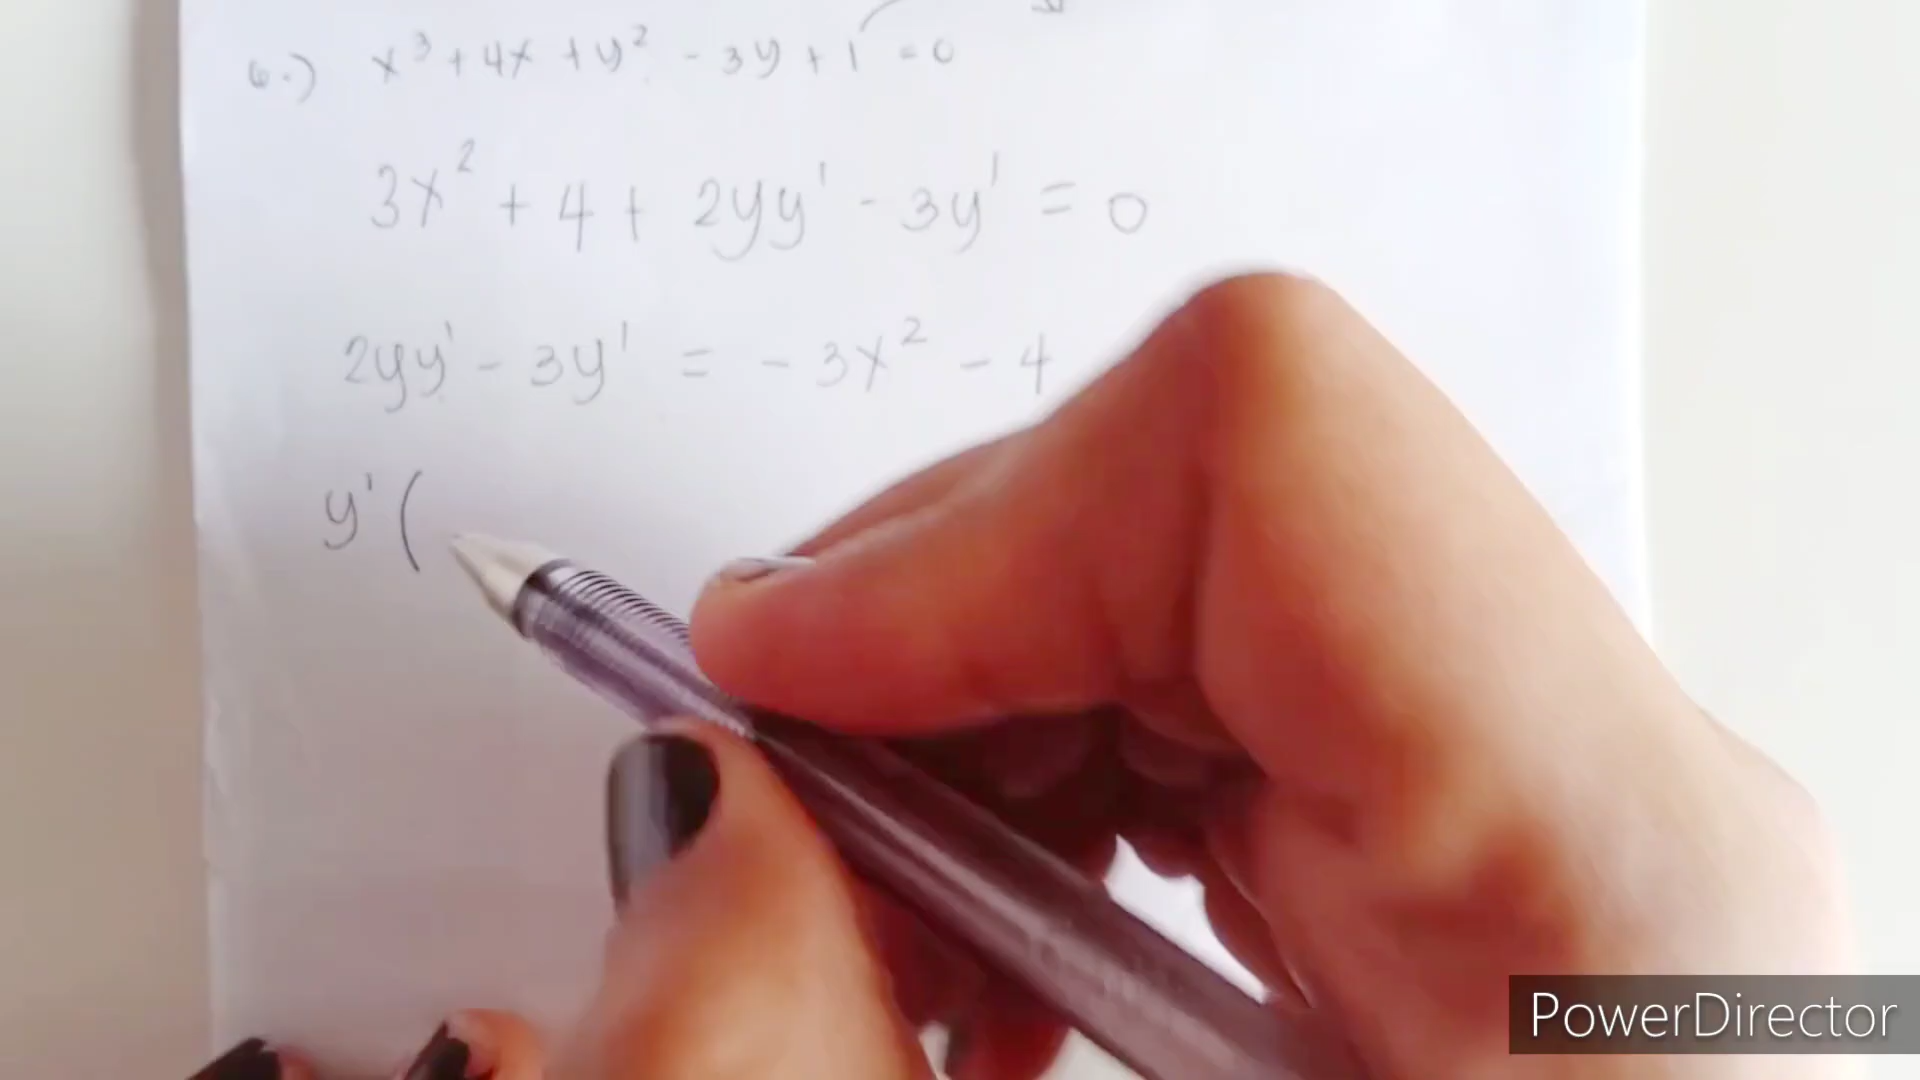 6.) x³ + 4x + y² - 3y + 1 = 0
3x² + 4 + 2yy' - 3y' = 0
2yy' - 3y' = - 3x² - 4
y' (
PowerDirector